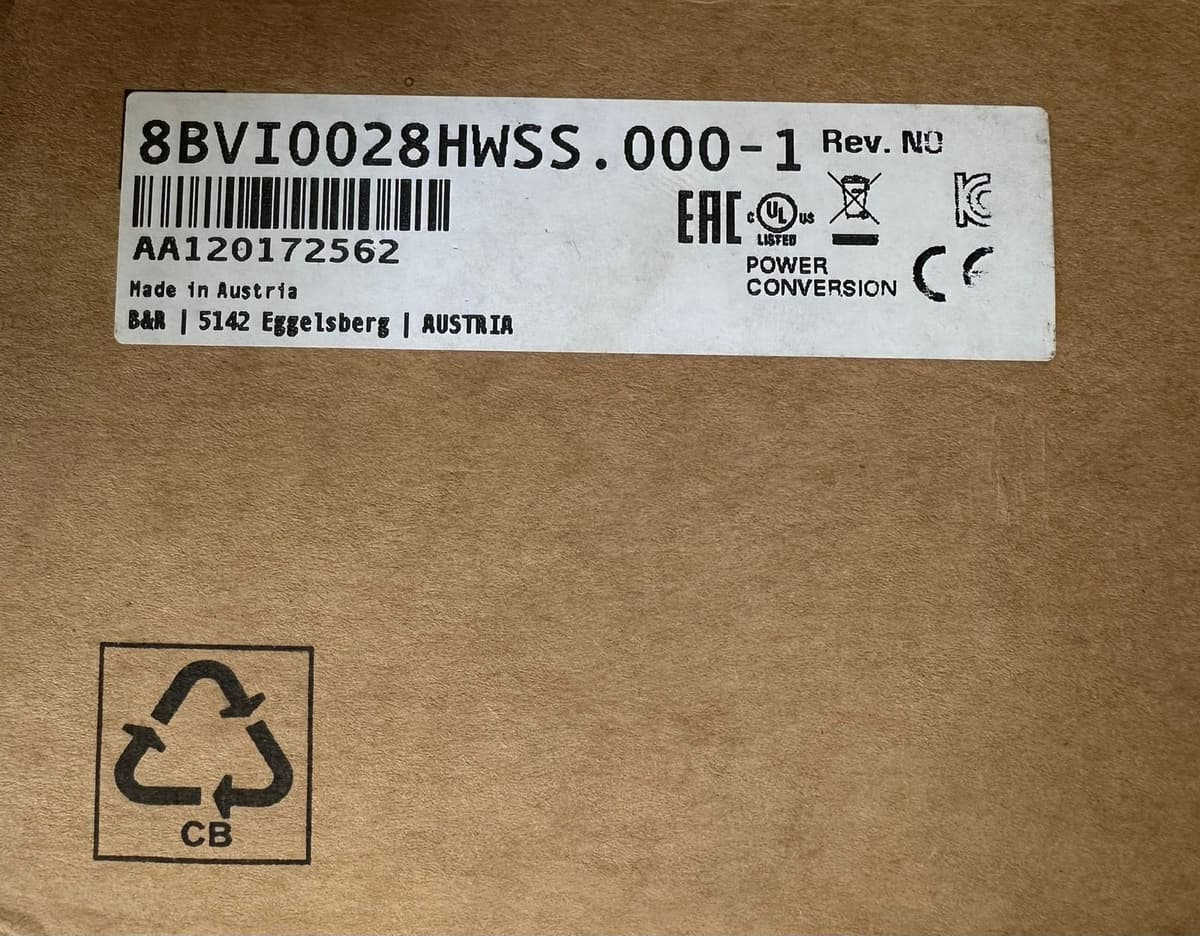 8BVI0028HWSS.000-1 Rev. N0
AA120172562
Made in Austria
B&R | 5142 Eggelsberg | AUSTRIA
EAC
c UL us
LISTED
POWER
CONVERSION
CE
CB